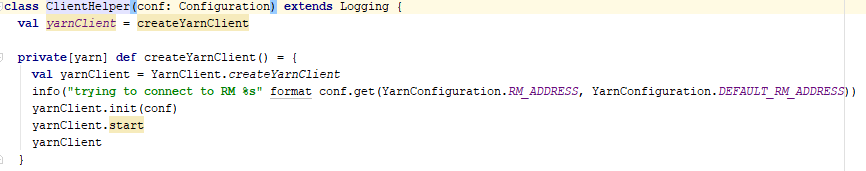 class ClientHelper(conf: Configuration) extends Logging {
val yarnClient = createYarnClient
private[yarn] def createYarnClient() = {
val yarnClient = YarnClient.createYarnClient
info("trying to connect to RM %s" format conf.get(YarnConfiguration.RM_ADDRESS, YarnConfiguration.DEFAULT_RM_ADDRESS))
yarnClient.init(conf)
yarnClient.start
yarnClient
}